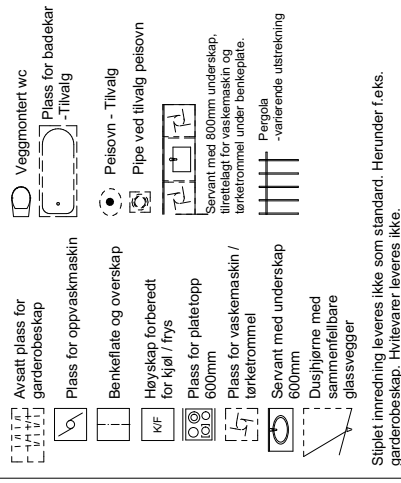 Avsatt plass for
garderobeskap
Plass for oppvaskmaskin
Benkeflate og overskap
K/F
Høyskap forberedt
for kjøl / frys
Plass for platetopp
600mm
Plass for vaskemaskin /
tørketrommel
Servant med underskap
600mm
Dusjhjørne med
sammenfellbare
glassvegger
Veggmontert wc
Plass for badekar
-Tilvalg
Peisovn - Tilvalg
Pipe ved tilvalg peisovn
Servant med 800mm underskap,
tilrettelagt for vaskemaskin og
tørketrommel under benkeplate.
Pergola
-varierende utstrekning
Stiplet innredning leveres ikke som standard. Herunder f.eks.
garderobeskap. Hvitevarer leveres ikke.